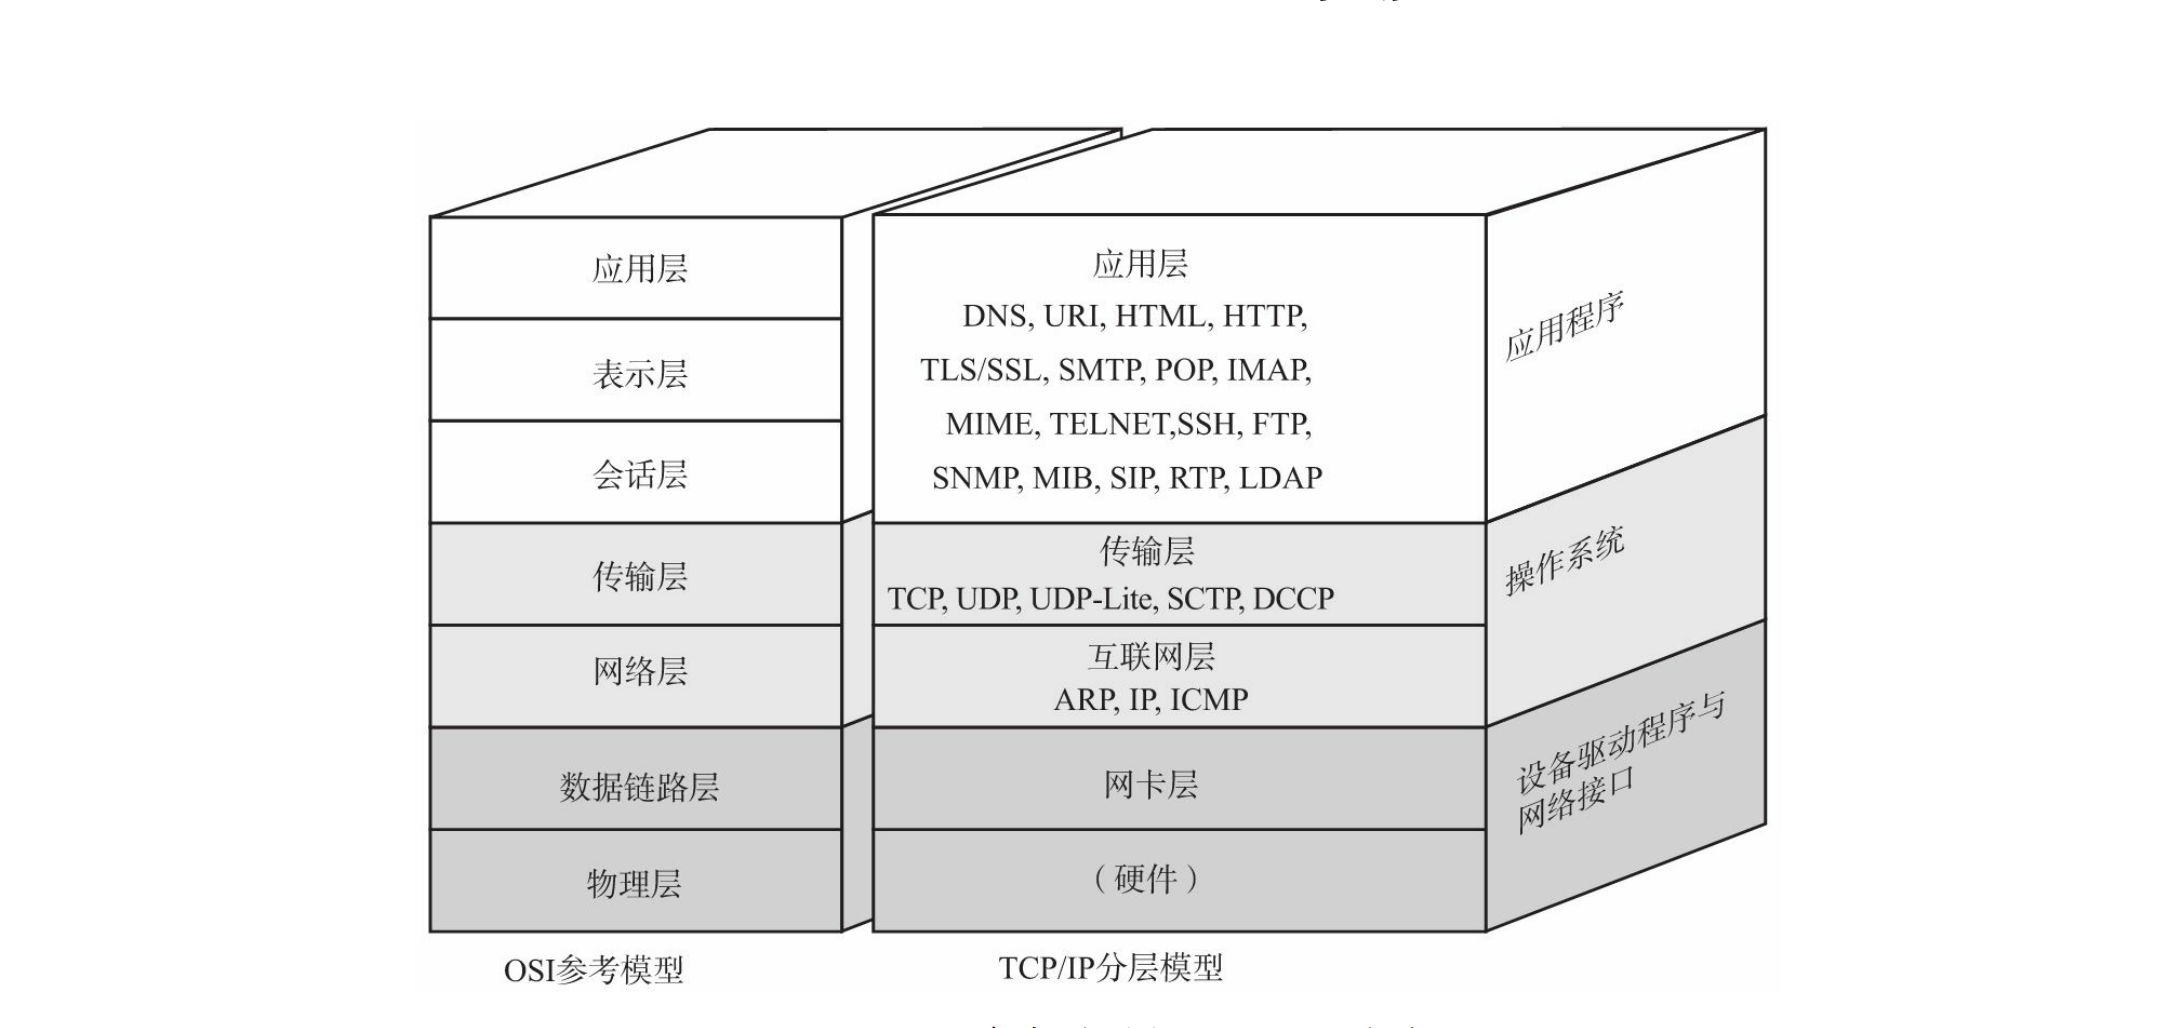 应用层
表示层
会话层
传输层
网络层
数据链路层
物理层
OSI参考模型
应用层
DNS, URI, HTML, HTTP,
TLS/SSL, SMTP, POP, IMAP,
MIME, TELNET,SSH, FTP,
SNMP, MIB, SIP, RTP, LDAP
传输层
TCP, UDP, UDP-Lite, SCTP, DCCP
互联网层
ARP, IP, ICMP
网卡层
（硬件）
TCP/IP分层模型
应用程序
操作系统
设备驱动程序与
网络接口